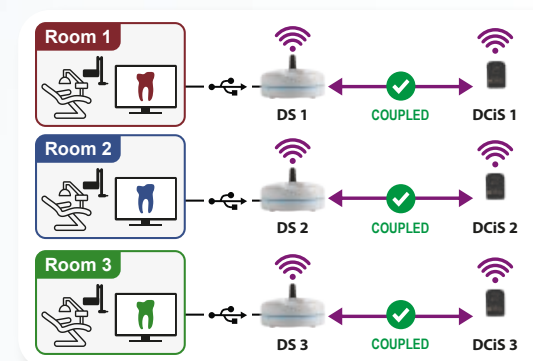 Room 1
DS 1
COUPLED
DCiS 1
Room 2
DS 2
COUPLED
DCiS 2
Room 3
DS 3
COUPLED
DCiS 3